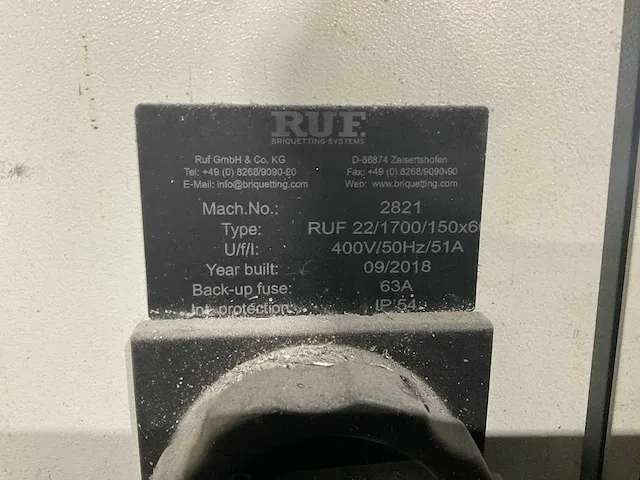 RUF
BRIQUETTING SYSTEMS
Ruf GmbH & Co. KG D-86874 Zaisertshofen
Tel: +49 (0) 8268/9090-20 Fax: +49 (0) 8268/9090-90
E-Mail: info@briquetting.com Web: www.briquetting.com
Mach.No.: 2821
Type: RUF 22/1700/150x6
U/f/I: 400V/50Hz/51A
Year built: 09/2018
Back-up fuse: 63A
Int. protection: IP 54